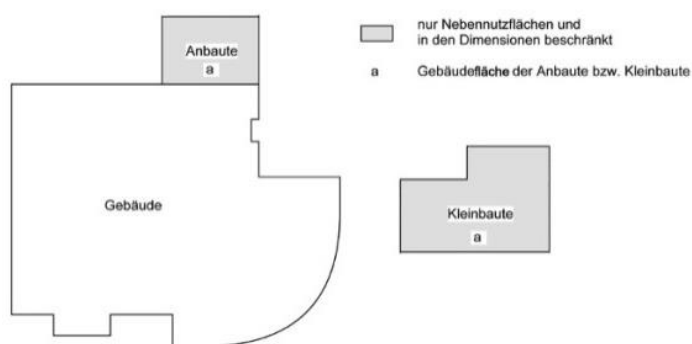 nur Nebennutzflächen und
in den Dimensionen beschränkt
a Gebäudefläche der Anbaute bzw. Kleinbaute
Anbaute
a
Gebäude
Kleinbaute
a